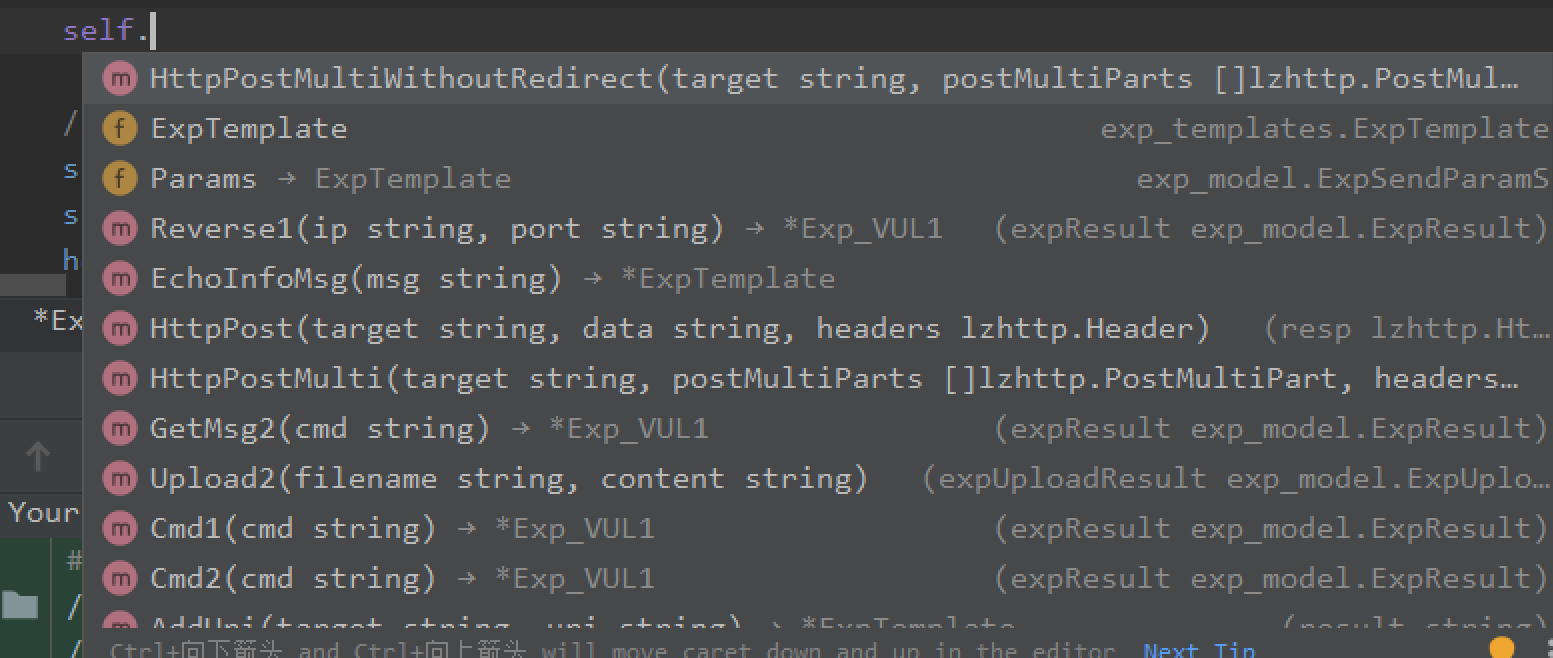 self.
m HttpPostMultiWithoutRedirect(target string, postMultiParts []lzhttp.PostMul…
f ExpTemplate exp_templates.ExpTemplate
f Params → ExpTemplate exp_model.ExpSendParamS
m Reverse1(ip string, port string) → *Exp_VUL1 (expResult exp_model.ExpResult)
m EchoInfoMsg(msg string) → *ExpTemplate
m HttpPost(target string, data string, headers lzhttp.Header) (resp lzhttp.Ht…
m HttpPostMulti(target string, postMultiParts []lzhttp.PostMultiPart, headers…
m GetMsg2(cmd string) → *Exp_VUL1 (expResult exp_model.ExpResult)
m Upload2(filename string, content string) (expUploadResult exp_model.ExpUplo…
m Cmd1(cmd string) → *Exp_VUL1 (expResult exp_model.ExpResult)
m Cmd2(cmd string) → *Exp_VUL1 (expResult exp_model.ExpResult)
m AddUri(target string, uri string) → *ExpTemplate (result string)
Ctrl+向下箭头 and Ctrl+向上箭头 will move caret down and up in the editor Next Tip
/
s
s
h
*Ex
Your
#
/
/